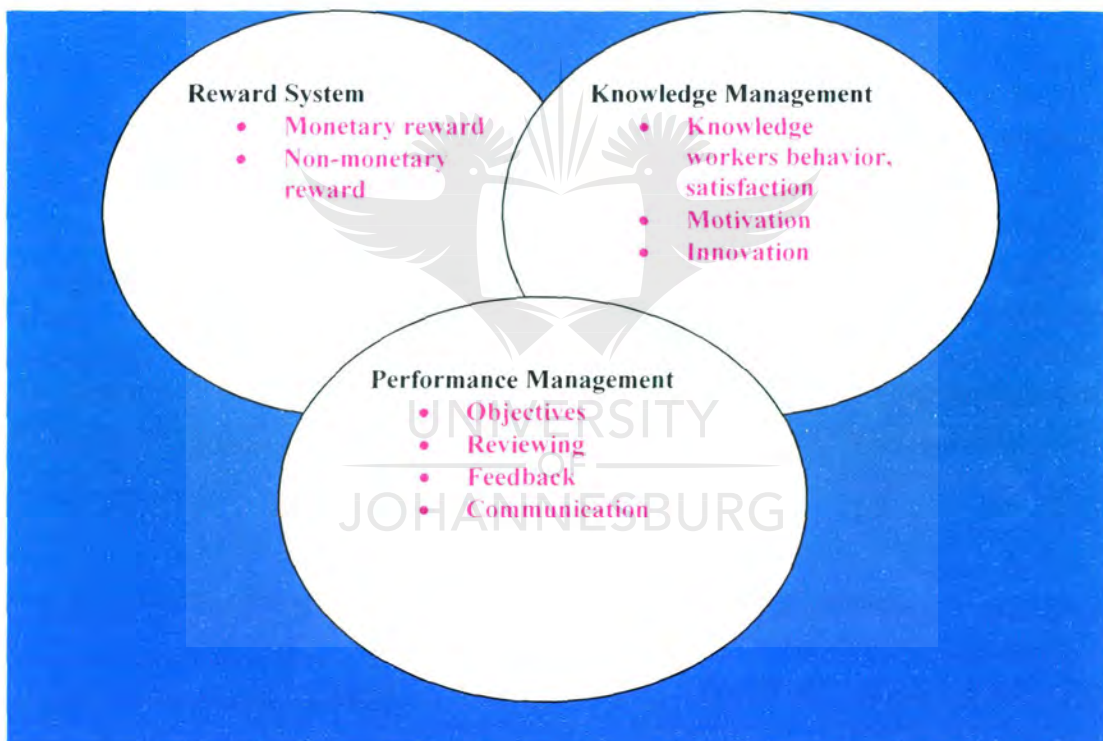 Reward System
• Monetary reward
• Non-monetary
reward
Knowledge Management
• Knowledge
workers behavior,
satisfaction
• Motivation
• Innovation
Performance Management
• Objectives
• Reviewing
• Feedback
• Communication
UNIVERSITY
OF
JOHANNESBURG